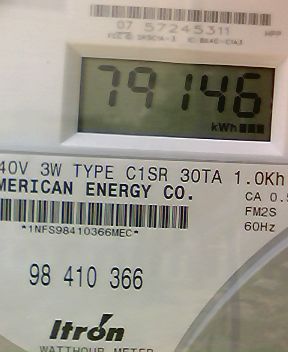 07 57245311
79146
kWh
40V 3W TYPE C1SR 30TA 1.0Kh
MERICAN ENERGY CO.
CA 0.5
FM2S
*1NFS98410366MEC*
60Hz
98 410 366
Itrón
WATTHOUR METER